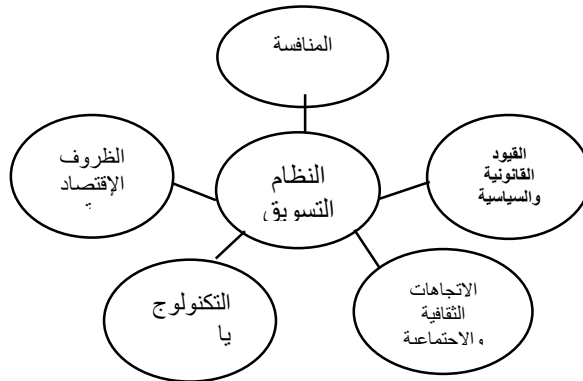 المنافسة
الظروف
الإقتصاد
القيود
القانونية
والسياسية
النظام
التسويق
الاتجاهات
الثقافية
والاجتماعية
التكنولوج
يا